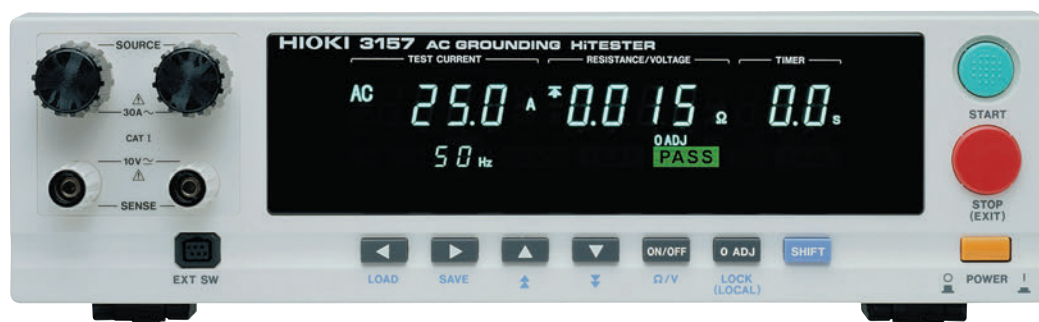 SOURCE
30A~
CAT I
10V≂
SENSE
EXT SW
HIOKI 3157 AC GROUNDING HiTESTER
TEST CURRENT RESISTANCE/VOLTAGE TIMER
AC 25.0 A 0.015 Ω 0.0 s
0 ADJ
50 Hz PASS
START
STOP
(EXIT)
ON/OFF 0 ADJ SHIFT
LOAD SAVE Ω/V LOCK
(LOCAL)
POWER